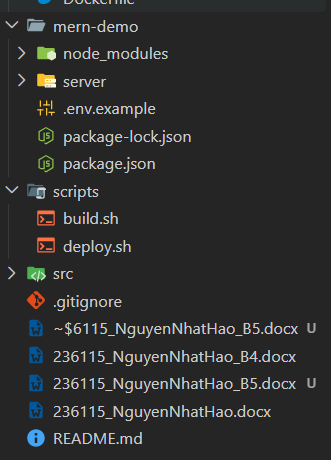 Dockerfile
mern-demo
node_modules
server
.env.example
package-lock.json
package.json
scripts
build.sh
deploy.sh
src
.gitignore
~$6115_NguyenNhatHao_B5.docx U
236115_NguyenNhatHao_B4.docx
236115_NguyenNhatHao_B5.docx U
236115_NguyenNhatHao.docx
README.md